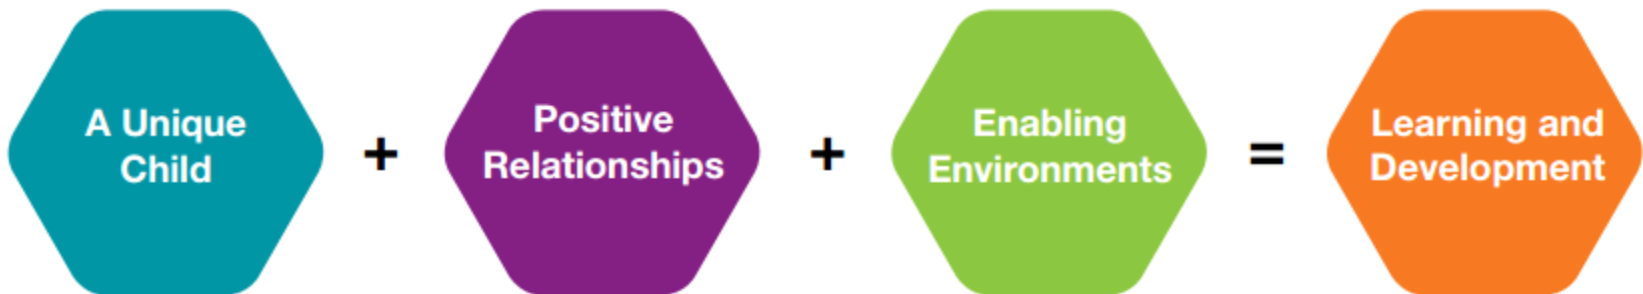 A Unique
Child
+
Positive
Relationships
+
Enabling
Environments
=
Learning and
Development